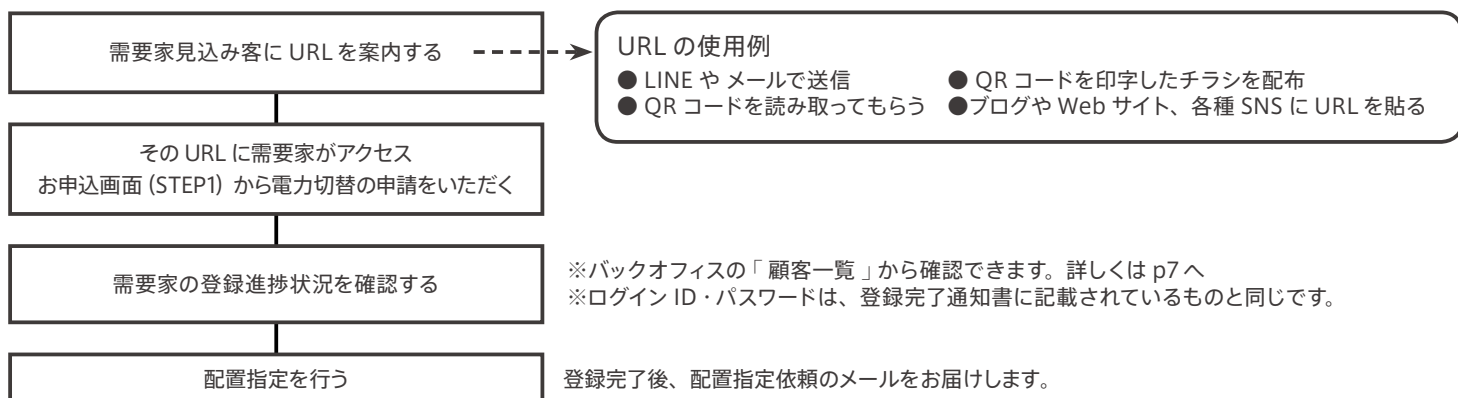 需要家見込み客に URL を案内する
URL の使用例
● LINE や メールで送信 ● QR コードを印字したチラシを配布
● QR コードを読み取ってもらう ●ブログや Web サイト、各種 SNS に URL を貼る
その URL に需要家がアクセス
お申込画面 (STEP1) から電力切替の申請をいただく
需要家の登録進捗状況を確認する
※バックオフィスの「 顧客一覧 」から確認できます。詳しくは p7 へ
※ログイン ID・パスワードは、登録完了通知書に記載されているものと同じです。
配置指定を行う
登録完了後、配置指定依頼のメールをお届けします。